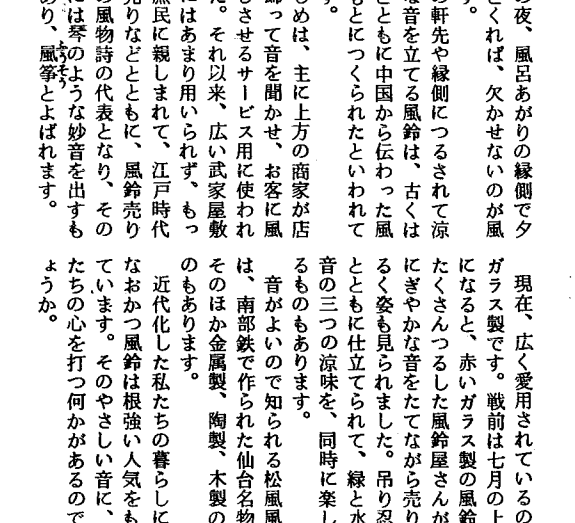 の夜、風呂あがりの縁側で夕
とくれば、欠かせないのが風
す。
の軒先や縁側につるされて涼
な音を立てる風鈴は、古くは
とともに中国から伝わった風
もとにつくられたといわれて
す。
じめは、主に上方の商家が店
飾って音を聞かせ、お客に風
じさせるサービス用に使われ
た。それ以来、広い武家屋敷
にはあまり用いられず、もっ
庶民に親しまれて、江戸時代
売りなどとともに、風鈴売り
の風物詩の代表となり、その
には琴のような妙音を出すも
あり、風箏とよばれます。
ふうそう
現在、広く愛用されているの
ガラス製です。戦前は七月の上
になると、赤いガラス製の風鈴
たくさんつるした風鈴屋さんが
にぎやかな音をたてながら売り
るく姿も見られました。吊り忍
とともに仕立てられて、緑と水
音の三つの涼味を、同時に楽し
るものもあります。
音がよいので知られる松風風
は、南部鉄で作られた仙台名物
そのほか金属製、陶製、木製の
のもあります。
近代化した私たちの暮らしに
なおかつ風鈴は根強い人気をも
ています。そのやさしい音に、
たちの心を打つ何かがあるので
ょうか。